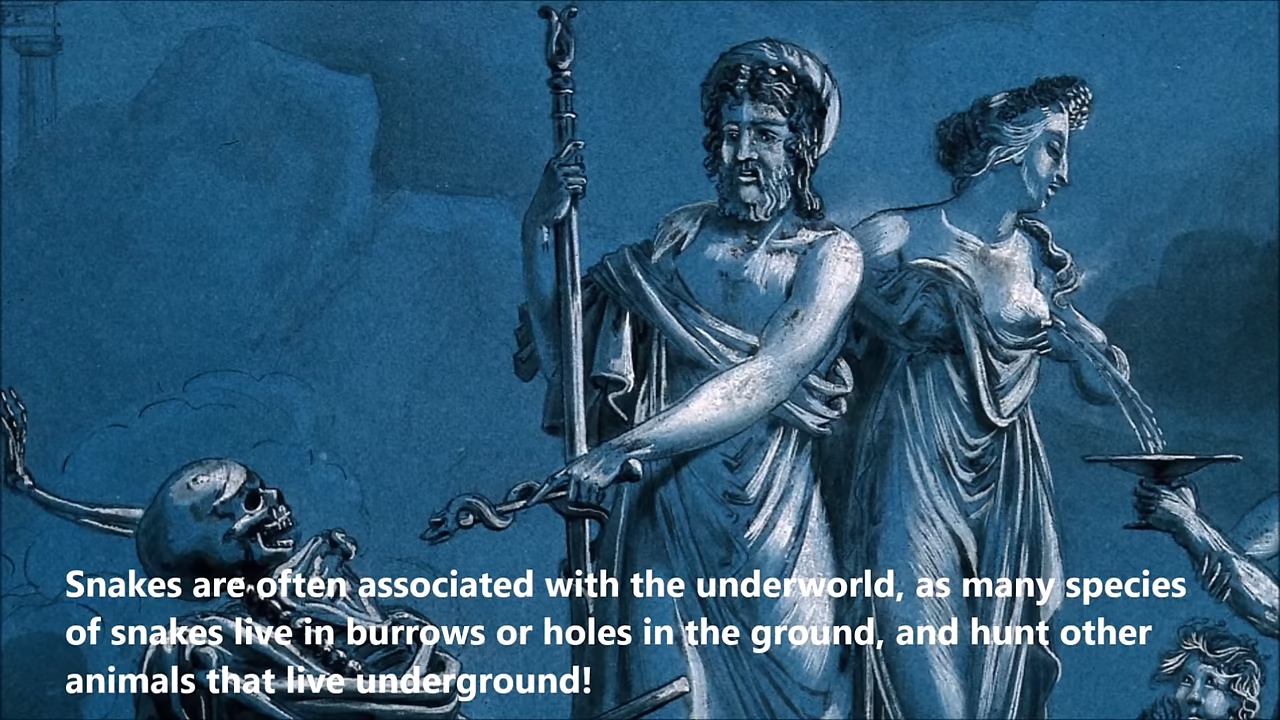 Snakes are often associated with the underworld, as many species
of snakes live in burrows or holes in the ground, and hunt other
animals that live underground!